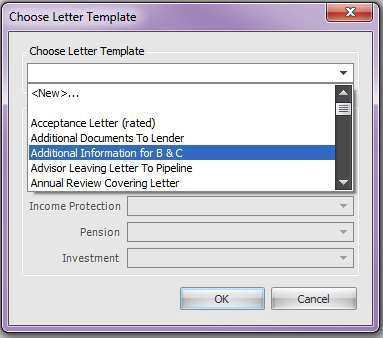 Choose Letter Template
Choose Letter Template
<New>...
Acceptance Letter (rated)
Additional Documents To Lender
Additional Information for B & C
Advisor Leaving Letter To Pipeline
Annual Review Covering Letter
Income Protection
Pension
Investment
OK
Cancel